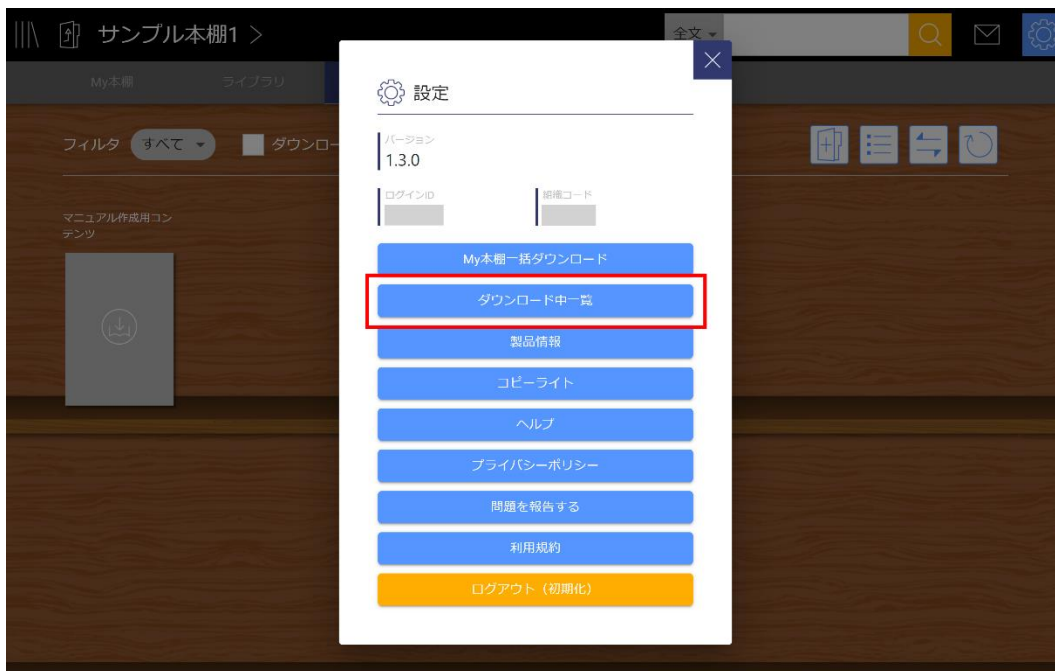 サンプル本棚1 >
全文
My本棚
ライブラリ
フィルタ すべて ダウンロー
マニュアル作成用コン
テンツ
設定
バージョン
1.3.0
ログインID
組織コード
My本棚一括ダウンロード
ダウンロード中一覧
製品情報
コピーライト
ヘルプ
プライバシーポリシー
問題を報告する
利用規約
ログアウト（初期化）